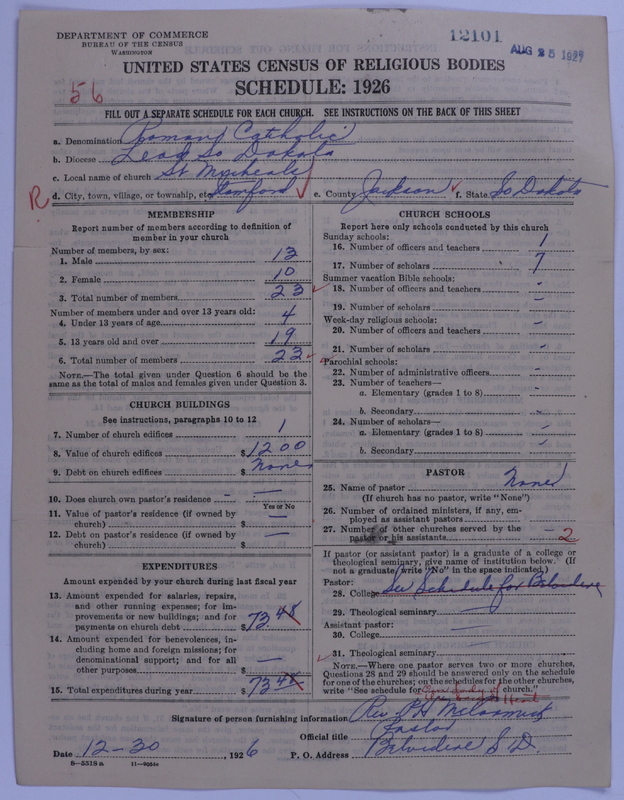 DEPARTMENT OF COMMERCE
BUREAU OF THE CENSUS
WASHINGTON
12101
AUG 25 1927
UNITED STATES CENSUS OF RELIGIOUS BODIES
SCHEDULE: 1926
56
FILL OUT A SEPARATE SCHEDULE FOR EACH CHURCH. SEE INSTRUCTIONS ON THE BACK OF THIS SHEET
a. Denomination Roman Catholic
b. Diocese Lead So Dakota
c. Local name of church St Micheals
R d. City, town, village, or township, etc. Stamford e. County Jackson f. State So Dakota
MEMBERSHIP
Report number of members according to definition of
member in your church
Number of members, by sex:
1. Male 13
2. Female 10
3. Total number of members 23
Number of members under and over 13 years old:
4. Under 13 years of age 4
5. 13 years old and over 19
6. Total number of members 23
NOTE.—The total given under Question 6 should be
same as the total of males and females given under Question 3.
CHURCH BUILDINGS
See instructions, paragraphs 10 to 12
7. Number of church edifices 1
8. Value of church edifices $ 1200
9. Debt on church edifices $ none
10. Does church own pastor's residence —
Yes or No
11. Value of pastor's residence (if owned by
church) $ —
12. Debt on pastor's residence (if owned by
church) $ —
EXPENDITURES
Amount expended by your church during last fiscal year
13. Amount expended for salaries, repairs,
and other running expenses; for im-
provements or new buildings; and for
payments on church debt $ 73.48
14. Amount expended for benevolences, in-
cluding home and foreign missions; for
denominational support; and for all
other purposes $ —
15. Total expenditures during year $ 73.48
CHURCH SCHOOLS
Report here only schools conducted by this church
Sunday schools:
16. Number of officers and teachers 1
17. Number of scholars 7
Summer vacation Bible schools:
18. Number of officers and teachers -
19. Number of scholars -
Week-day religious schools:
20. Number of officers and teachers -
21. Number of scholars -
Parochial schools:
22. Number of administrative officers -
23. Number of teachers—
a. Elementary (grades 1 to 8) -
b. Secondary -
24. Number of scholars—
a. Elementary (grades 1 to 8) -
b. Secondary -
PASTOR
25. Name of pastor None
(If church has no pastor, write "None")
26. Number of ordained ministers, if any, em-
ployed as assistant pastors
27. Number of other churches served by the
pastor or his assistants — 2
If pastor (or assistant pastor) is a graduate of a college or
theological seminary, give name of institution below. (If
not a graduate, write "No" in the space indicated.)
Pastor:
28. College See Schedule for Belvidere
29. Theological seminary —
Assistant pastor:
30. College —
31. Theological seminary —
NOTE.—Where one pastor serves two or more churches,
Questions 28 and 29 should be answered only on the schedule
for one of the churches; on the schedules for the other churches,
write "See schedule for church."
Signature of person furnishing information Rev. P.H. McCormick
Official title Pastor
Date 12-30, 1926 P. O. Address Belvidere S D.
8—5578 a